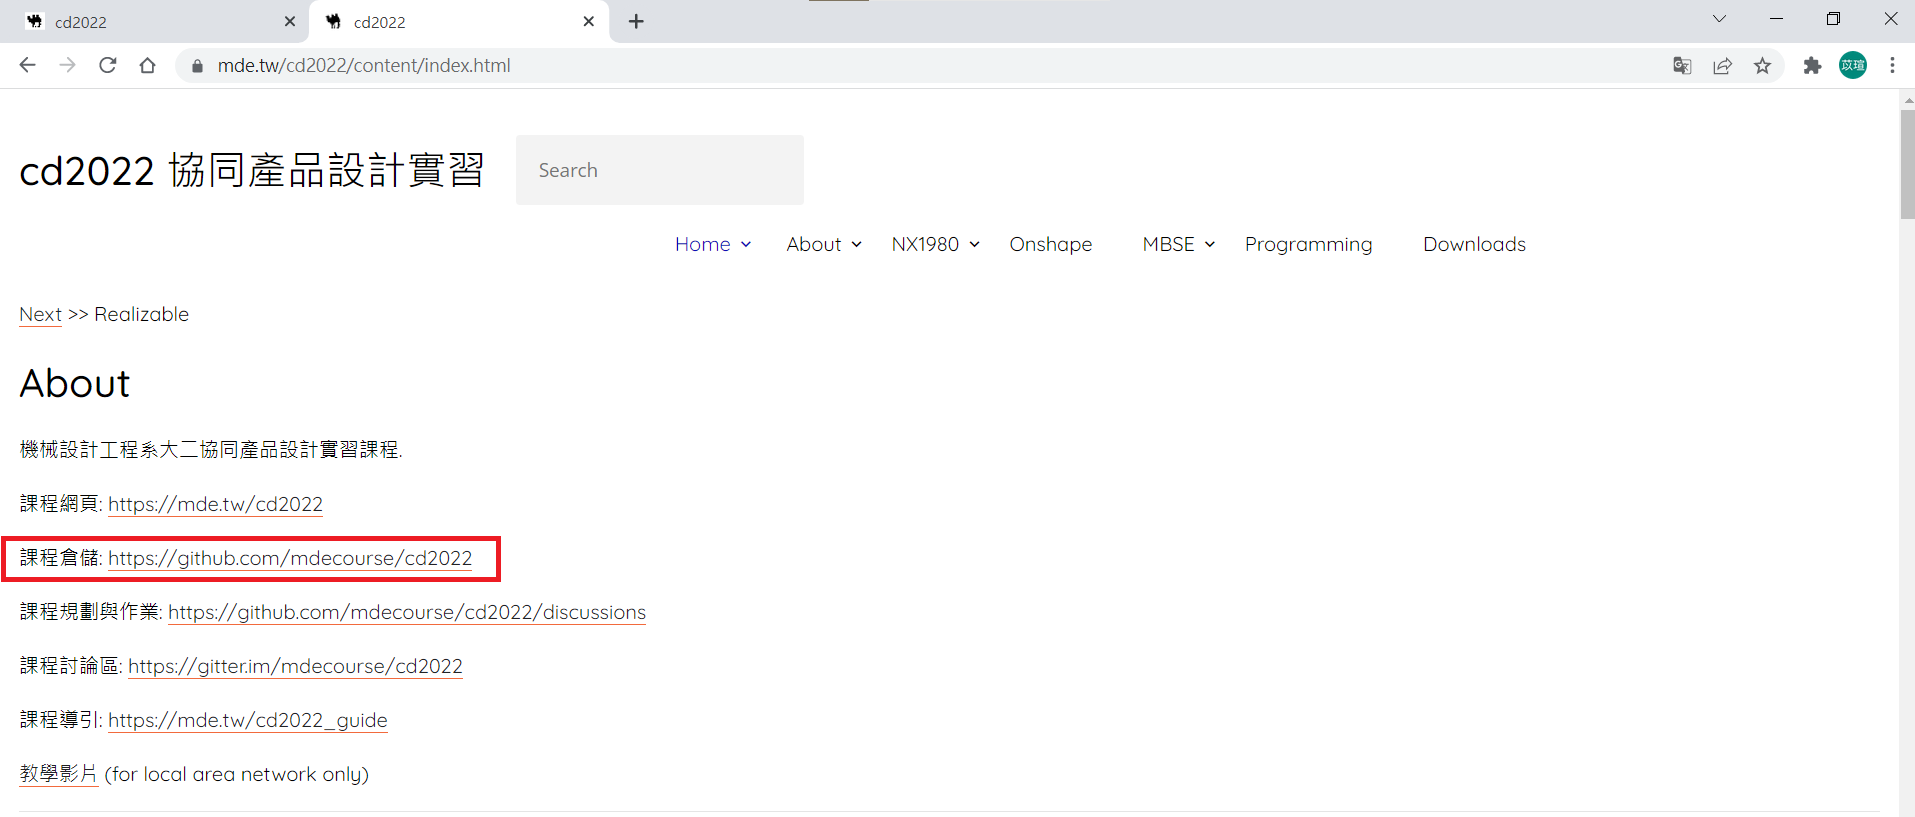 cd2022
cd2022
mde.tw/cd2022/content/index.html
苡瑄
cd2022 協同產品設計實習
Search
Home About NX1980 Onshape MBSE Programming Downloads
Next >> Realizable
About
機械設計工程系大二協同產品設計實習課程.
課程網頁: https://mde.tw/cd2022
課程倉儲: https://github.com/mdecourse/cd2022
課程規劃與作業: https://github.com/mdecourse/cd2022/discussions
課程討論區: https://gitter.im/mdecourse/cd2022
課程導引: https://mde.tw/cd2022_guide
教學影片 (for local area network only)